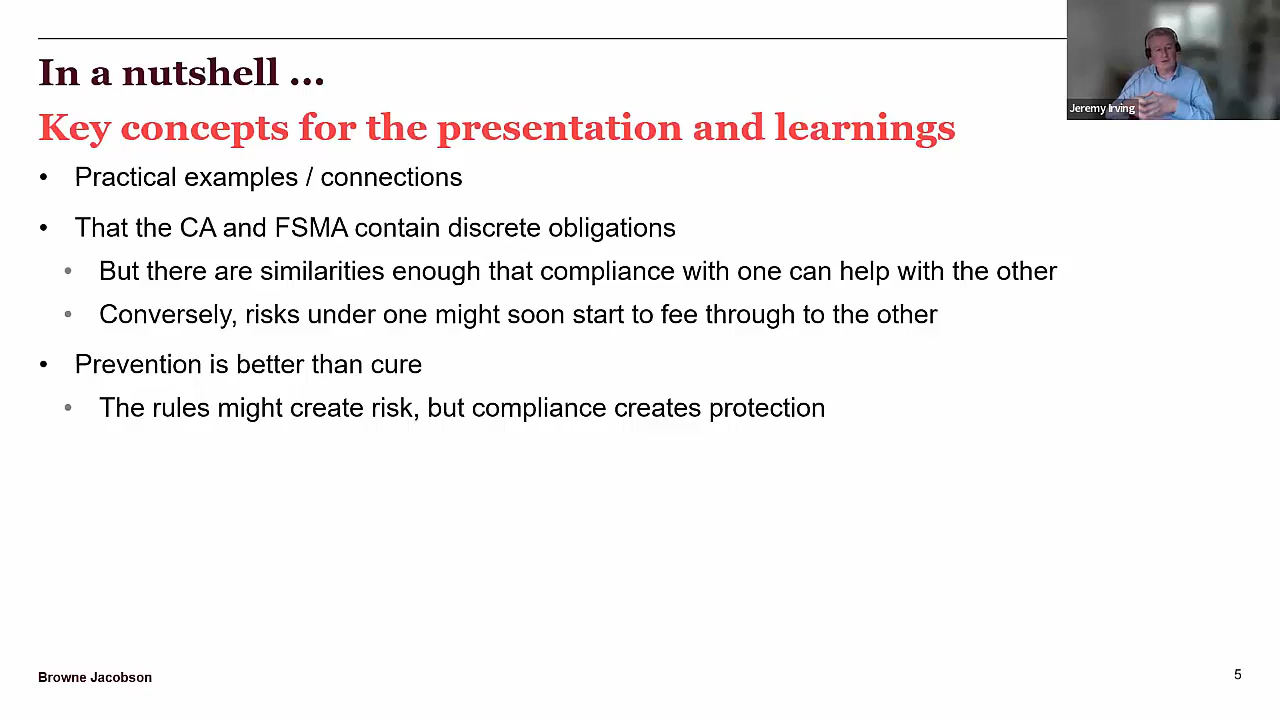 In a nutshell ...
Key concepts for the presentation and learnings
• Practical examples / connections
• That the CA and FSMA contain discrete obligations
• But there are similarities enough that compliance with one can help with the other
• Conversely, risks under one might soon start to fee through to the other
• Prevention is better than cure
• The rules might create risk, but compliance creates protection
Jeremy Irving
Browne Jacobson
5